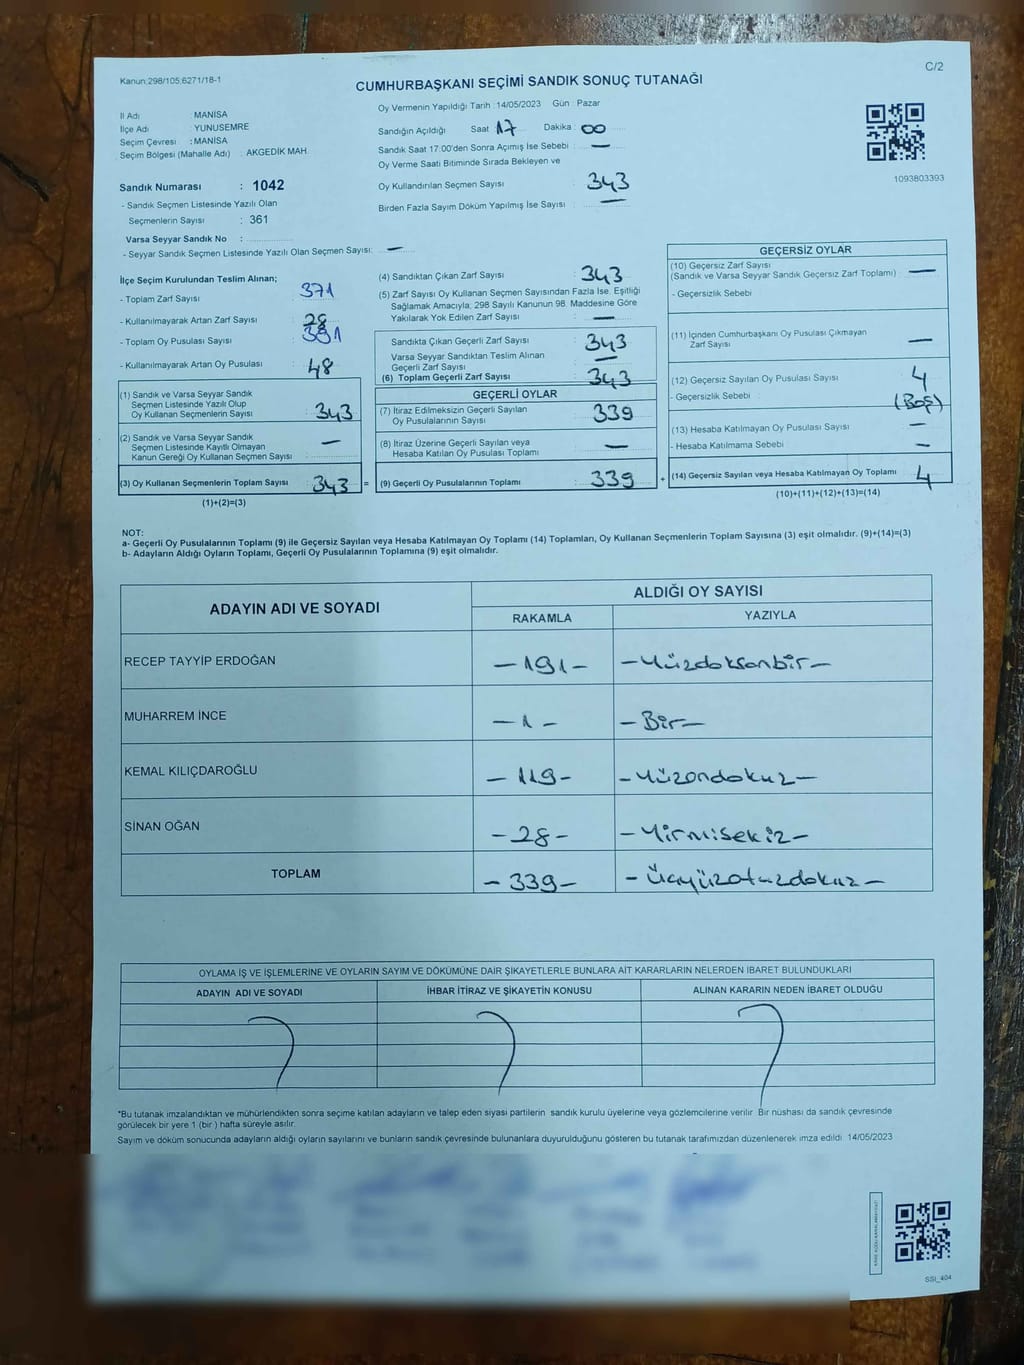 Kanun:298/105;6271/18-1
C/2
CUMHURBAŞKANI SEÇİMİ SANDIK SONUÇ TUTANAĞI
İl Adı MANİSA
İlçe Adı YUNUSEMRE
Seçim Çevresi : MANİSA
Seçim Bölgesi (Mahalle Adı) : AKGEDİK MAH.
Sandık Numarası : 1042
- Sandık Seçmen Listesinde Yazılı Olan
Seçmenlerin Sayısı : 361
Varsa Seyyar Sandık No :
- Seyyar Sandık Seçmen Listesinde Yazılı Olan Seçmen Sayısı: —
Oy Vermenin Yapıldığı Tarih :14/05/2023 Gün : Pazar
Sandığın Açıldığı Saat 17 Dakika : 00
Sandık Saat 17:00'den Sonra Açımış İse Sebebi : —
Oy Verme Saati Bitiminde Sırada Bekleyen ve
Oy Kullandırılan Seçmen Sayısı : 343
Birden Fazla Sayım Döküm Yapılmış İse Sayısı : —
1093803393
İlçe Seçim Kurulundan Teslim Alınan;
- Toplam Zarf Sayısı 371
- Kullanılmayarak Artan Zarf Sayısı : 28
- Toplam Oy Pusulası Sayısı : 391
- Kullanılmayarak Artan Oy Pusulası : 48
(1) Sandık ve Varsa Seyyar Sandık
Seçmen Listesinde Yazılı Olup
Oy Kullanan Seçmenlerin Sayısı : 343
(2) Sandık ve Varsa Seyyar Sandık
Seçmen Listesinde Kayıtlı Olmayan
Kanun Gereği Oy Kullanan Seçmen Sayısı : —
(3) Oy Kullanan Seçmenlerin Toplam Sayısı : 343 =
(1)+(2)=(3)
(4) Sandıktan Çıkan Zarf Sayısı : 343
(5) Zarf Sayısı Oy Kullanan Seçmen Sayısından Fazla İse, Eşitliği
Sağlamak Amacıyla; 298 Sayılı Kanunun 98. Maddesine Göre
Yakılarak Yok Edilen Zarf Sayısı : —
Sandıkta Çıkan Geçerli Zarf Sayısı : 343
Varsa Seyyar Sandıktan Teslim Alınan
Geçerli Zarf Sayısı : —
(6) Toplam Geçerli Zarf Sayısı : 343
GEÇERLİ OYLAR
(7) İtiraz Edilmeksizin Geçerli Sayılan
Oy Pusulalarının Sayısı : 339
(8) İtiraz Üzerine Geçerli Sayılan veya
Hesaba Katılan Oy Pusulası Toplamı : —
(9) Geçerli Oy Pusulalarının Toplamı : 339 +
GEÇERSİZ OYLAR
(10) Geçersiz Zarf Sayısı
(Sandık ve Varsa Seyyar Sandık Geçersiz Zarf Toplamı) : —
- Geçersizlik Sebebi :
(11) İçinden Cumhurbaşkanı Oy Pusulası Çıkmayan
Zarf Sayısı : —
(12) Geçersiz Sayılan Oy Pusulası Sayısı : 4
- Geçersizlik Sebebi : (Boş)
(13) Hesaba Katılmayan Oy Pusulası Sayısı : —
- Hesaba Katılmama Sebebi : —
(14) Geçersiz Sayılan veya Hesaba Katılmayan Oy Toplamı : 4
(10)+(11)+(12)+(13)=(14)
NOT:
a- Geçerli Oy Pusulalarının Toplamı (9) ile Geçersiz Sayılan veya Hesaba Katılmayan Oy Toplamı (14) Toplamları, Oy Kullanan Seçmenlerin Toplam Sayısına (3) eşit olmalıdır. (9)+(14)=(3)
b- Adayların Aldığı Oyların Toplamı, Geçerli Oy Pusulalarının Toplamına (9) eşit olmalıdır.
ADAYIN ADI VE SOYADI ALDIĞI OY SAYISI
RAKAMLA YAZIYLA
RECEP TAYYİP ERDOĞAN —191— —Yüzdoksanbir—
MUHARREM İNCE —1— —Bir—
KEMAL KILIÇDAROĞLU —119— —Yüzondokuz—
SİNAN OĞAN —28— —Yirmisekiz—
TOPLAM —339— —Üçyüzotuzdokuz—
OYLAMA İŞ VE İŞLEMLERİNE VE OYLARIN SAYIM VE DÖKÜMÜNE DAİR ŞİKAYETLERLE BUNLARA AİT KARARLARIN NELERDEN İBARET BULUNDUKLARI
ADAYIN ADI VE SOYADI İHBAR İTİRAZ VE ŞİKAYETİN KONUSU ALINAN KARARIN NEDEN İBARET OLDUĞU
*Bu tutanak imzalandıktan ve mühürlendikten sonra seçime katılan adayların ve talep eden siyasi partilerin sandık kurulu üyelerine veya gözlemcilerine verilir. Bir nüshası da sandık çevresinde
görülecek bir yere 1 (bir) hafta süreyle asılır.
Sayım ve döküm sonucunda adayların aldığı oyların sayılarını ve bunların sandık çevresinde bulunanlara duyurulduğunu gösteren bu tutanak tarafımızdan düzenlenerek imza edildi 14/05/2023
SSI_404